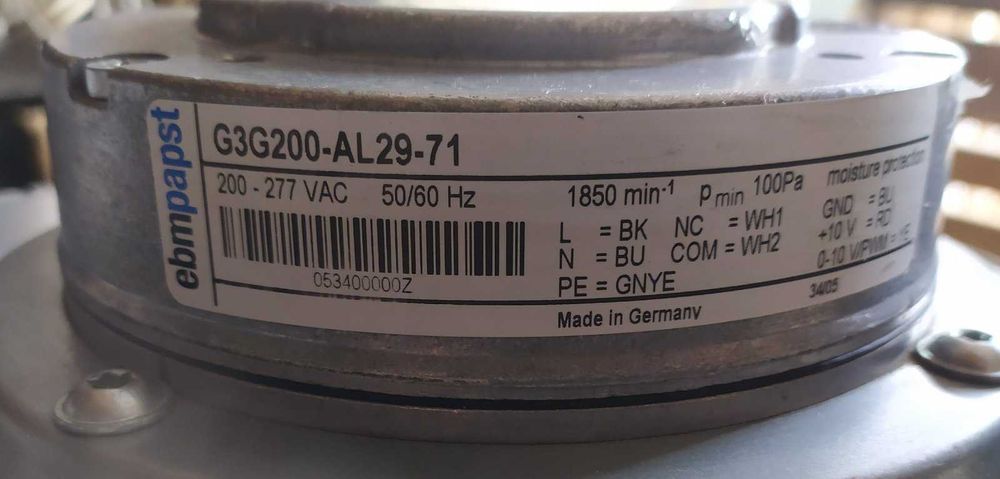 ebmpapst
G3G200-AL29-71
200 - 277 VAC 50/60 Hz
053400000Z
1850 min-1 Pmin 100Pa
L = BK NC = WH1
N = BU COM = WH2
PE = GNYE
moisture protection
GND = BU
+10 V = RD
0-10 V/PWM = YE
34/05
Made in Germany